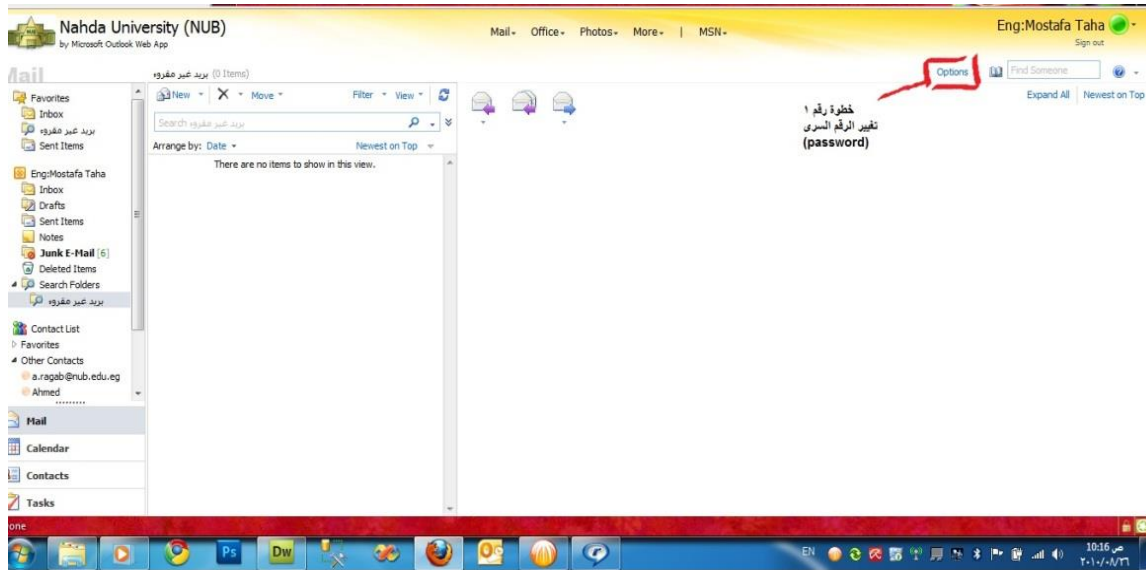 Nahda University (NUB)
by Microsoft Outlook Web App
Mail Office Photos More | MSN
Eng:Mostafa Taha
Sign out
Mail
بريد غير مقروء (0 Items)
Options
Find Someone
Favorites
Inbox
بريد غير مقروء
Sent Items
Eng:Mostafa Taha
Inbox
Drafts
Sent Items
Notes
Junk E-Mail [6]
Deleted Items
Search Folders
بريد غير مقروء
Contact List
Favorites
Other Contacts
a.ragab@nub.edu.eg
Ahmed
Mail
Calendar
Contacts
Tasks
New X Move Filter View
Search بريد غير مقروء
Arrange by: Date Newest on Top
There are no items to show in this view.
Expand All Newest on Top
خطوة رقم ١
تغيير الرقم السرى
(password)
one
Ps
Dw
EN
10:16 ص
٢٠١٠/٠٨/٢٦